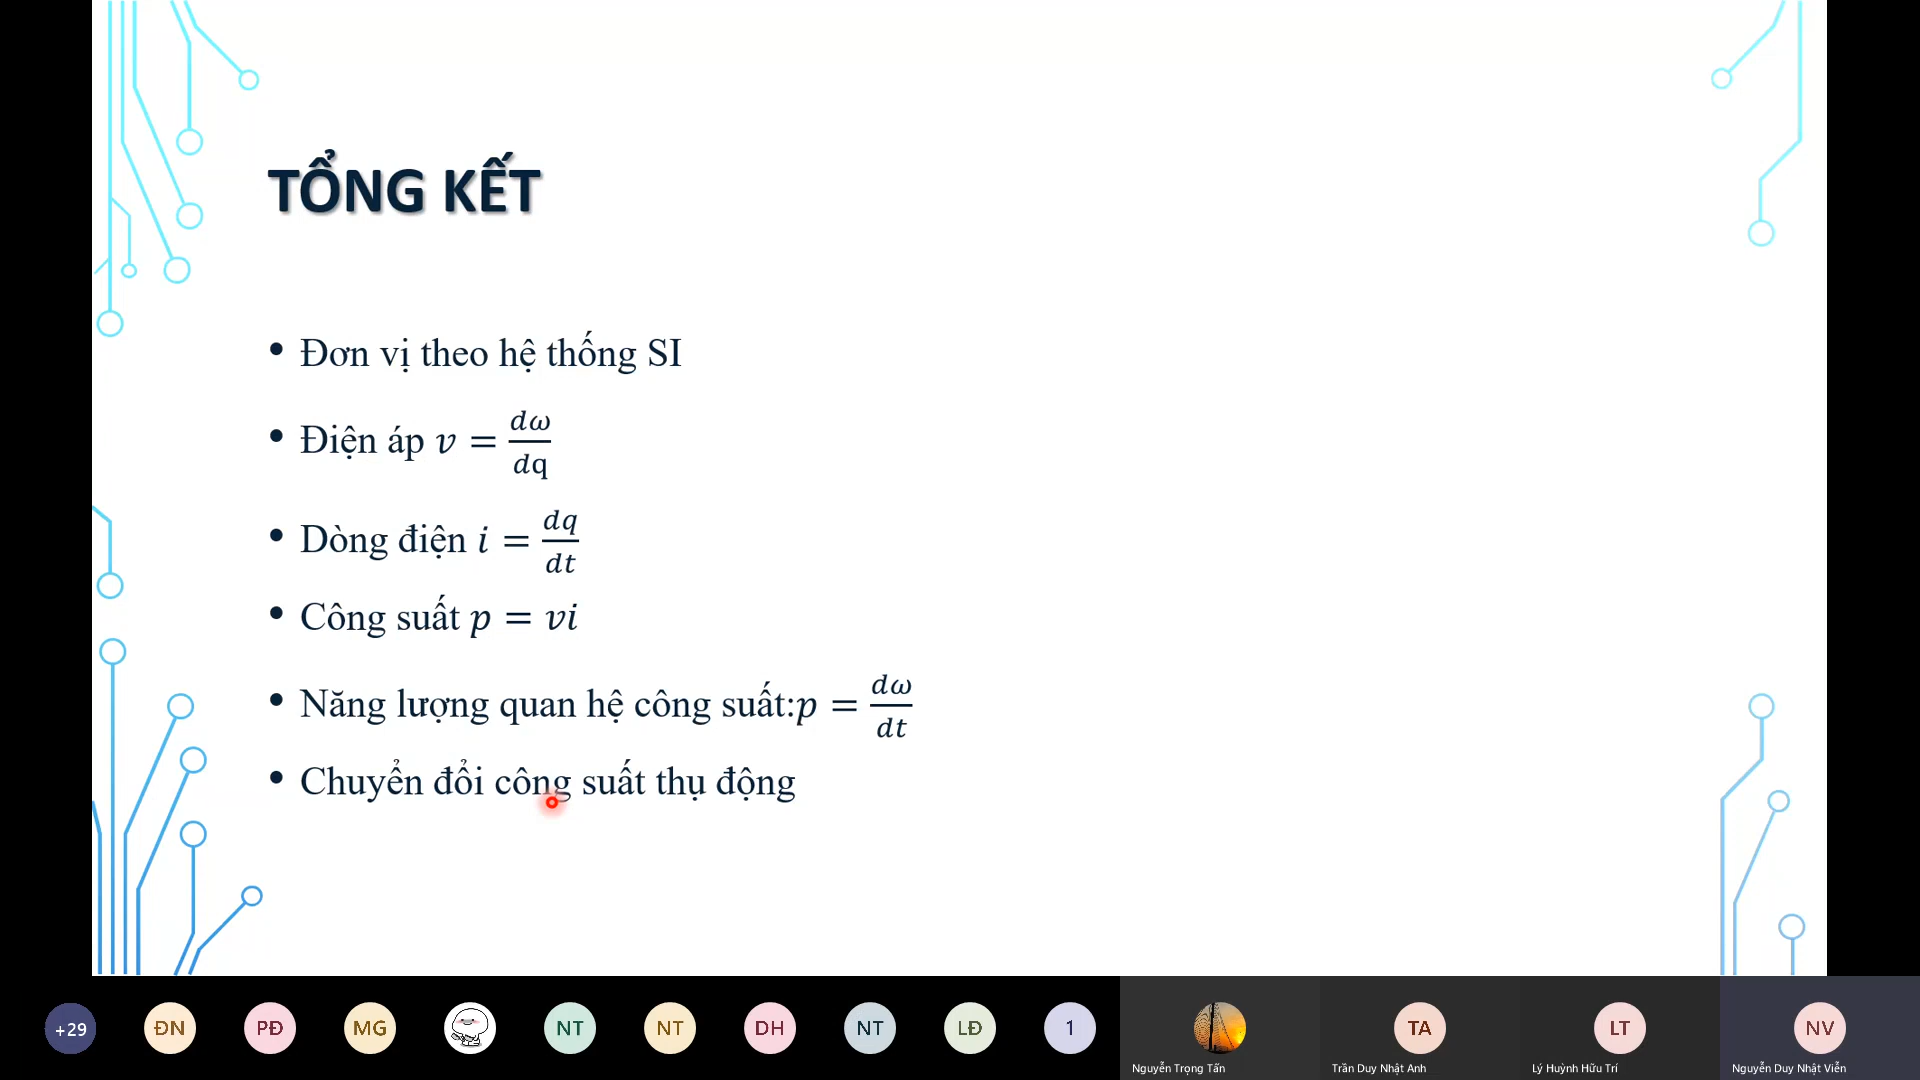 TỔNG KẾT
• Đơn vị theo hệ thống SI
• Điện áp v = dω/dq
• Dòng điện i = dq/dt
• Công suất p = vi
• Năng lượng quan hệ công suất:p = dω/dt
• Chuyển đổi công suất thụ động
+29 ĐN PĐ MG NT NT DH NT LĐ 1 TA LT NV
Nguyễn Trọng Tấn Trần Duy Nhật Anh Lý Huỳnh Hữu Trí Nguyễn Duy Nhật Viễn